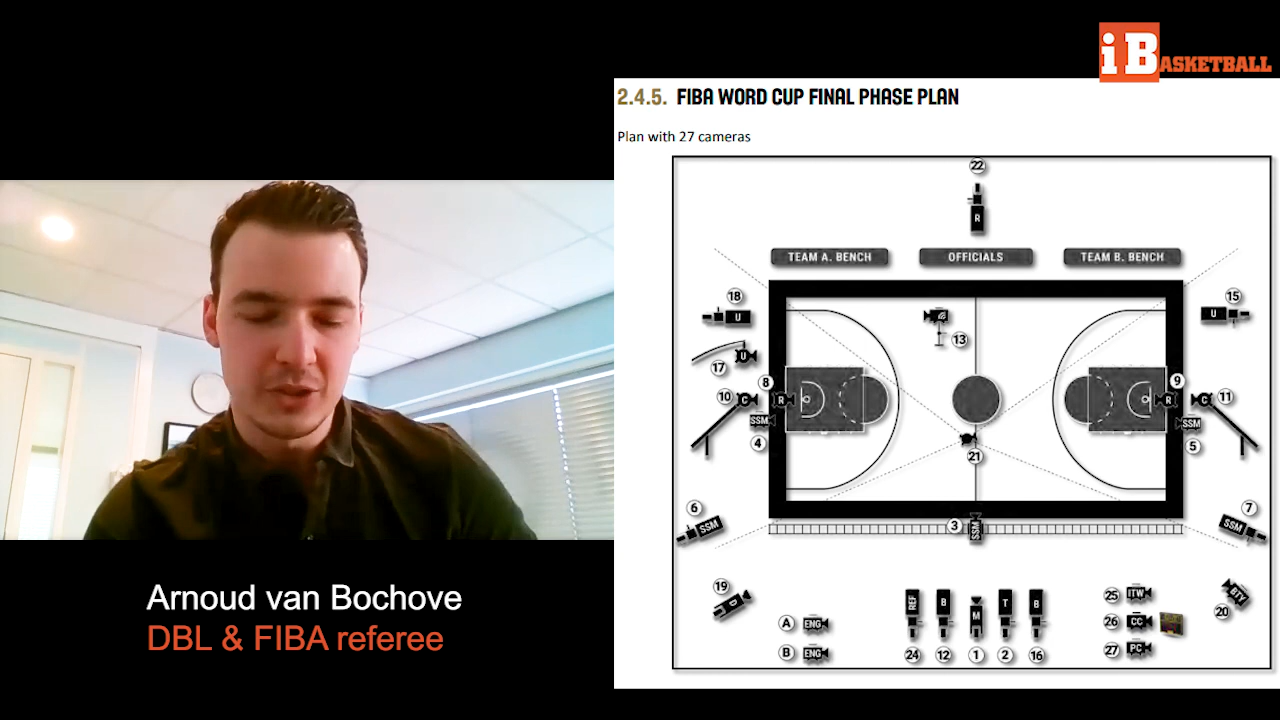 iBASKETBALL
2.4.5. FIBA WORD CUP FINAL PHASE PLAN
Plan with 27 cameras
22
R
TEAM A. BENCH OFFICIALS TEAM B. BENCH
18 15
U U
13
17 U
8 9
10 C R R C 11
SSM SSM
4 5
21
6 SSM 3 SSM SSM 7
19 D
REF B M T B
25 ITW BTY
20
A ENG 26 CC
B ENG 24 12 1 2 16 27 PC
Arnoud van Bochove
DBL & FIBA referee